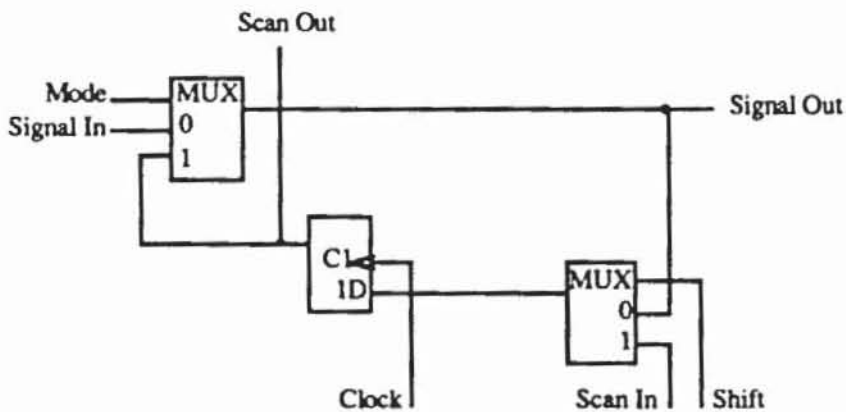 Scan Out
Mode
MUX
Signal In
0
1
Signal Out
C1
1D
MUX
0
1
Clock
Scan In
Shift